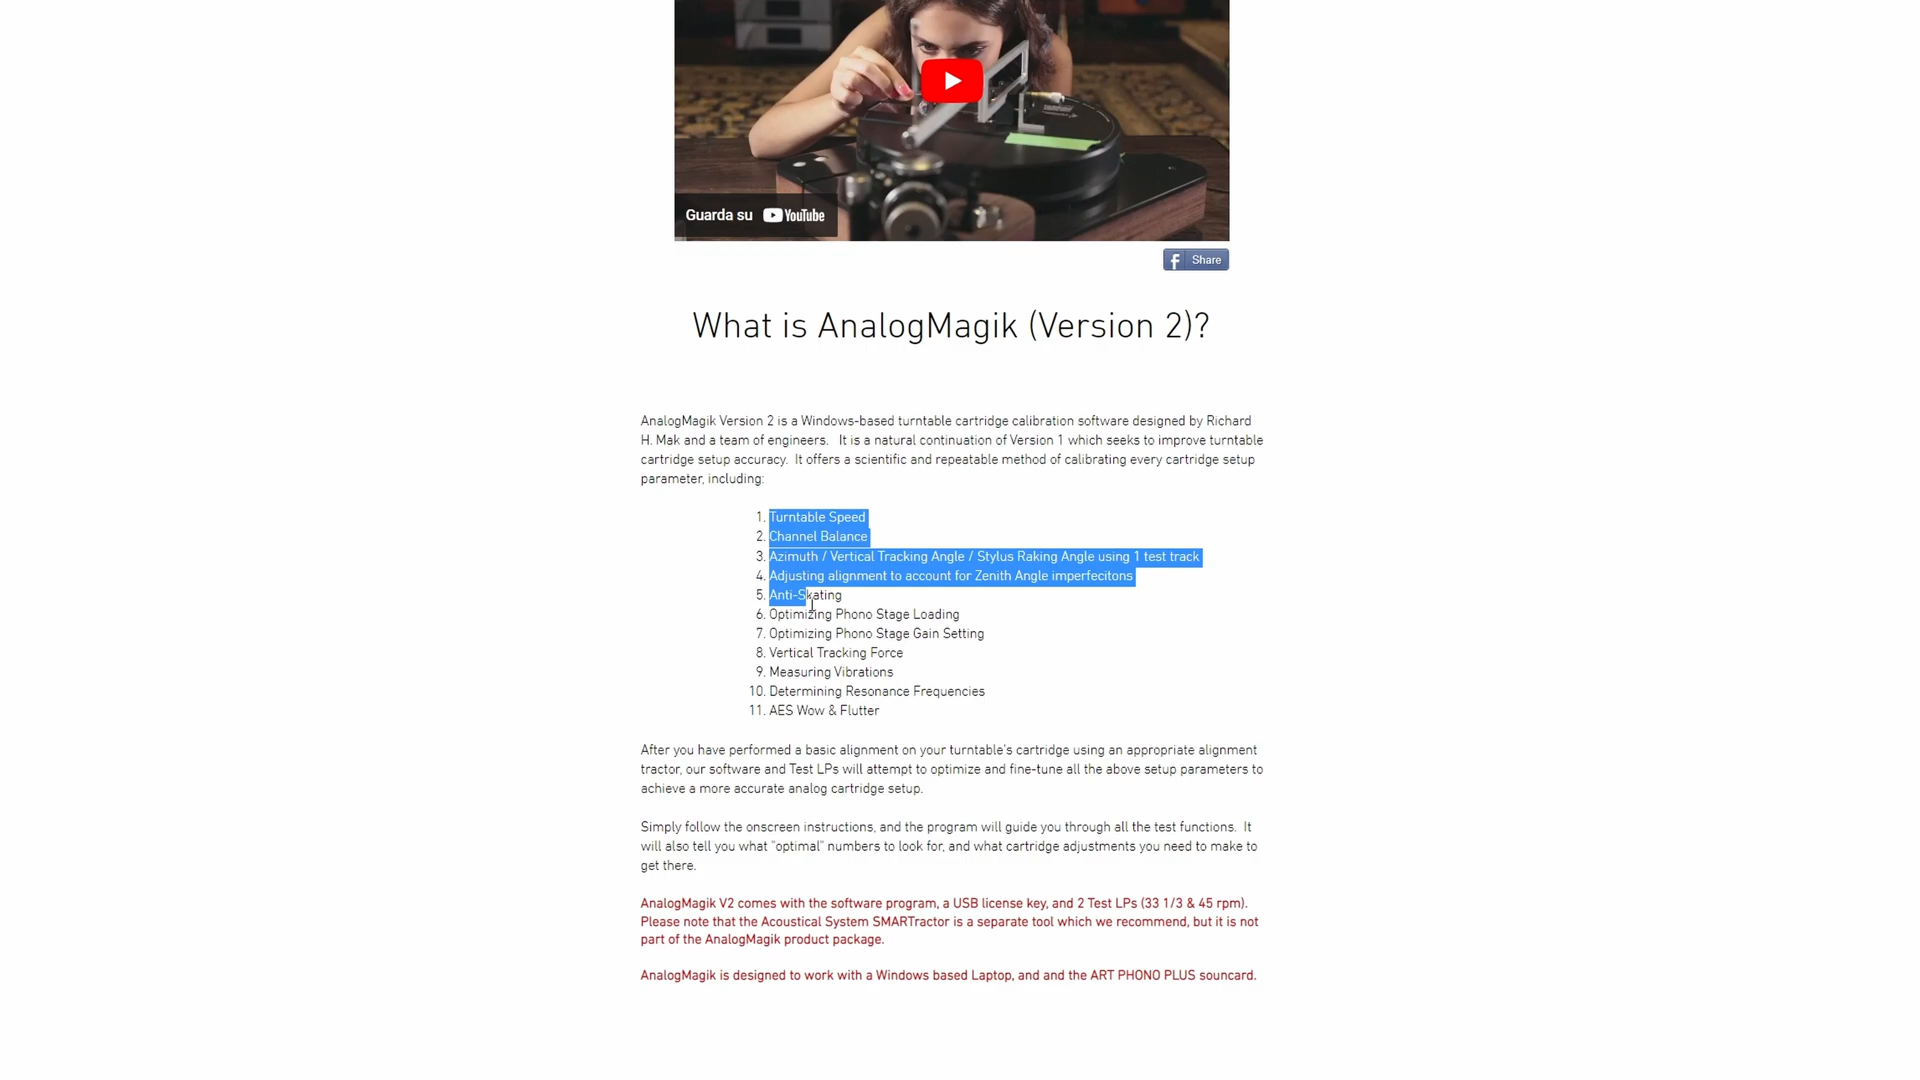 Guarda su YouTube
Share
What is AnalogMagik (Version 2)?
AnalogMagik Version 2 is a Windows-based turntable cartridge calibration software designed by Richard
H. Mak and a team of engineers. It is a natural continuation of Version 1 which seeks to improve turntable
cartridge setup accuracy. It offers a scientific and repeatable method of calibrating every cartridge setup
parameter, including:
1. Turntable Speed
2. Channel Balance
3. Azimuth / Vertical Tracking Angle / Stylus Raking Angle using 1 test track
4. Adjusting alignment to account for Zenith Angle imperfecitons
5. Anti-Skating
6. Optimizing Phono Stage Loading
7. Optimizing Phono Stage Gain Setting
8. Vertical Tracking Force
9. Measuring Vibrations
10. Determining Resonance Frequencies
11. AES Wow & Flutter
After you have performed a basic alignment on your turntable's cartridge using an appropriate alignment
tractor, our software and Test LPs will attempt to optimize and fine-tune all the above setup parameters to
achieve a more accurate analog cartridge setup.
Simply follow the onscreen instructions, and the program will guide you through all the test functions. It
will also tell you what "optimal" numbers to look for, and what cartridge adjustments you need to make to
get there.
AnalogMagik V2 comes with the software program, a USB license key, and 2 Test LPs (33 1/3 & 45 rpm).
Please note that the Acoustical System SMARTractor is a separate tool which we recommend, but it is not
part of the AnalogMagik product package.
AnalogMagik is designed to work with a Windows based Laptop, and and the ART PHONO PLUS souncard.